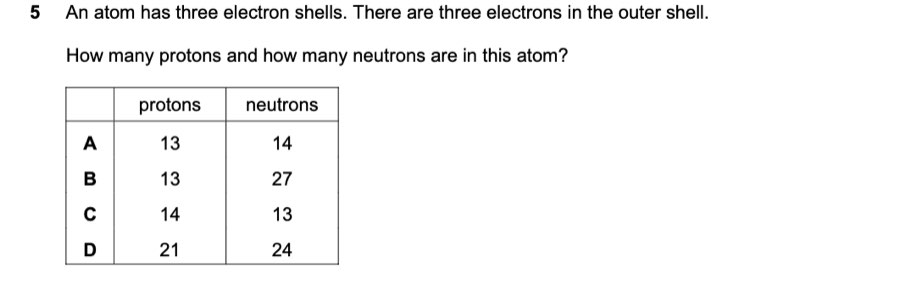 5 An atom has three electron shells. There are three electrons in the outer shell.
How many protons and how many neutrons are in this atom?
protons neutrons
A 13 14
B 13 27
C 14 13
D 21 24